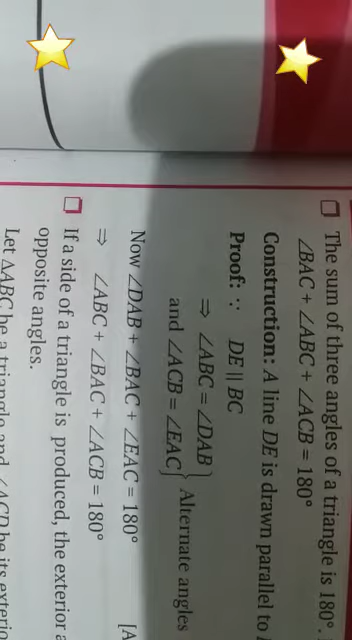 ❑ The sum of three angles of a triangle is 180°.
∠BAC + ∠ABC + ∠ACB = 180°
Construction: A line DE is drawn parallel to
Proof: ∵ DE || BC
⇒ ∠ABC = ∠DAB
and ∠ACB = ∠EAC} Alternate angles
Now ∠DAB + ∠BAC + ∠EAC = 180°
⇒ ∠ABC + ∠BAC + ∠ACB = 180°
❑ If a side of a triangle is produced, the exterior
opposite angles.
Let △ABC be a triangle and ∠ACD be its